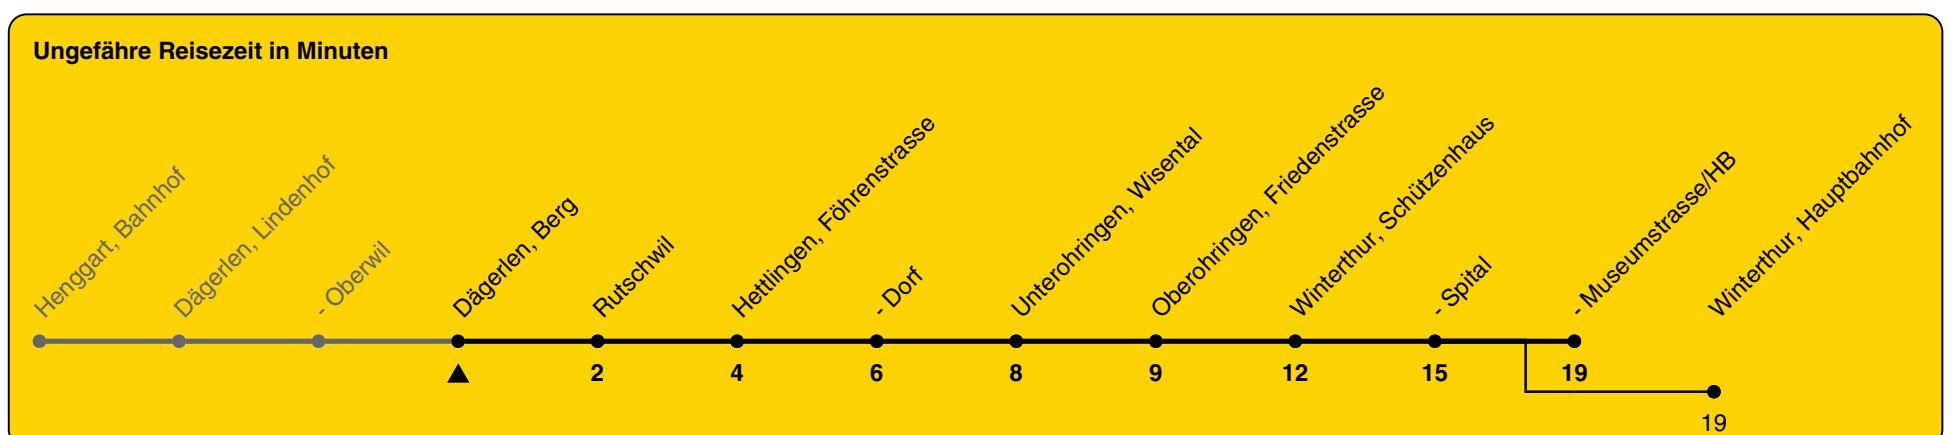 Ungefähre Reisezeit in Minuten
Henggart, Bahnhof
Dägerlen, Lindenhof
- Oberwil
Dägerlen, Berg
Rutschwil
Hettlingen, Föhrenstrasse
- Dorf
Unterohringen, Wisental
Oberohringen, Friedenstrasse
Winterthur, Schützenhaus
- Spital
- Museumstrasse/HB
Winterthur, Hauptbahnhof
2 4 6 8 9 12 15 19
19